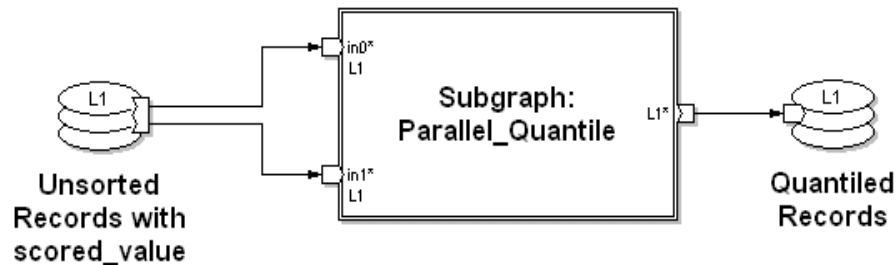 L1
Unsorted
Records with
scored_value
in0*
L1
in1*
L1
Subgraph:
Parallel_Quantile
L1*
L1
Quantiled
Records